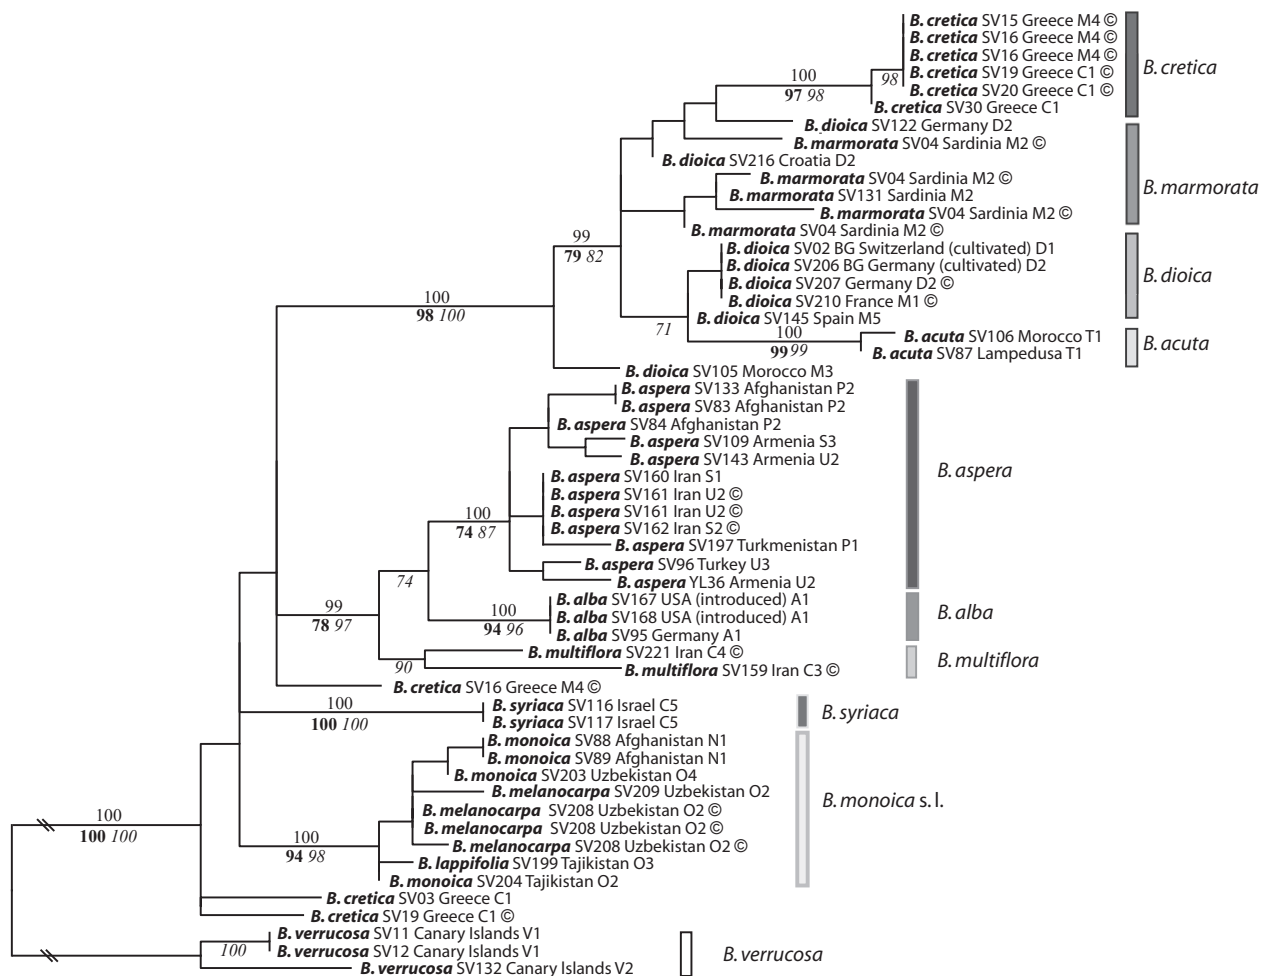 B. cretica SV15 Greece M4 ©
B. cretica SV16 Greece M4 ©
B. cretica SV16 Greece M4 ©
B. cretica SV19 Greece C1 ©
B. cretica SV20 Greece C1 ©
B. cretica SV30 Greece C1
B. cretica
98
100
97 98
B. dioica SV122 Germany D2
B. marmorata SV04 Sardinia M2 ©
B. dioica SV216 Croatia D2
B. marmorata SV04 Sardinia M2 ©
B. marmorata SV131 Sardinia M2
B. marmorata SV04 Sardinia M2 ©
B. marmorata SV04 Sardinia M2 ©
B. marmorata
99
79 82
B. dioica SV02 BG Switzerland (cultivated) D1
B. dioica SV206 BG Germany (cultivated) D2
B. dioica SV207 Germany D2 ©
B. dioica SV210 France M1 ©
B. dioica SV145 Spain M5
B. dioica
71
100
99 99
B. acuta SV106 Morocco T1
B. acuta SV87 Lampedusa T1
B. acuta
100
98 100
B. dioica SV105 Morocco M3
B. aspera SV133 Afghanistan P2
B. aspera SV83 Afghanistan P2
B. aspera SV84 Afghanistan P2
B. aspera SV109 Armenia S3
B. aspera SV143 Armenia U2
B. aspera SV160 Iran S1
B. aspera SV161 Iran U2 ©
B. aspera SV161 Iran U2 ©
B. aspera SV162 Iran S2 ©
B. aspera SV197 Turkmenistan P1
B. aspera SV96 Turkey U3
B. aspera YL36 Armenia U2
B. aspera
100
74 87
74
B. alba SV167 USA (introduced) A1
B. alba SV168 USA (introduced) A1
B. alba SV95 Germany A1
B. alba
100
94 96
99
78 97
B. multiflora SV221 Iran C4 ©
B. multiflora SV159 Iran C3 ©
B. multiflora
90
B. cretica SV16 Greece M4 ©
B. syriaca SV116 Israel C5
B. syriaca SV117 Israel C5
B. syriaca
100
100 100
B. monoica SV88 Afghanistan N1
B. monoica SV89 Afghanistan N1
B. monoica SV203 Uzbekistan O4
B. melanocarpa SV209 Uzbekistan O2
B. melanocarpa SV208 Uzbekistan O2 ©
B. melanocarpa SV208 Uzbekistan O2 ©
B. melanocarpa SV208 Uzbekistan O2 ©
B. lappifolia SV199 Tajikistan O3
B. monoica SV204 Tajikistan O2
B. monoica s. l.
100
94 98
100
100 100
B. cretica SV03 Greece C1
B. cretica SV19 Greece C1 ©
B. verrucosa SV11 Canary Islands V1
B. verrucosa SV12 Canary Islands V1
B. verrucosa SV132 Canary Islands V2
B. verrucosa
100